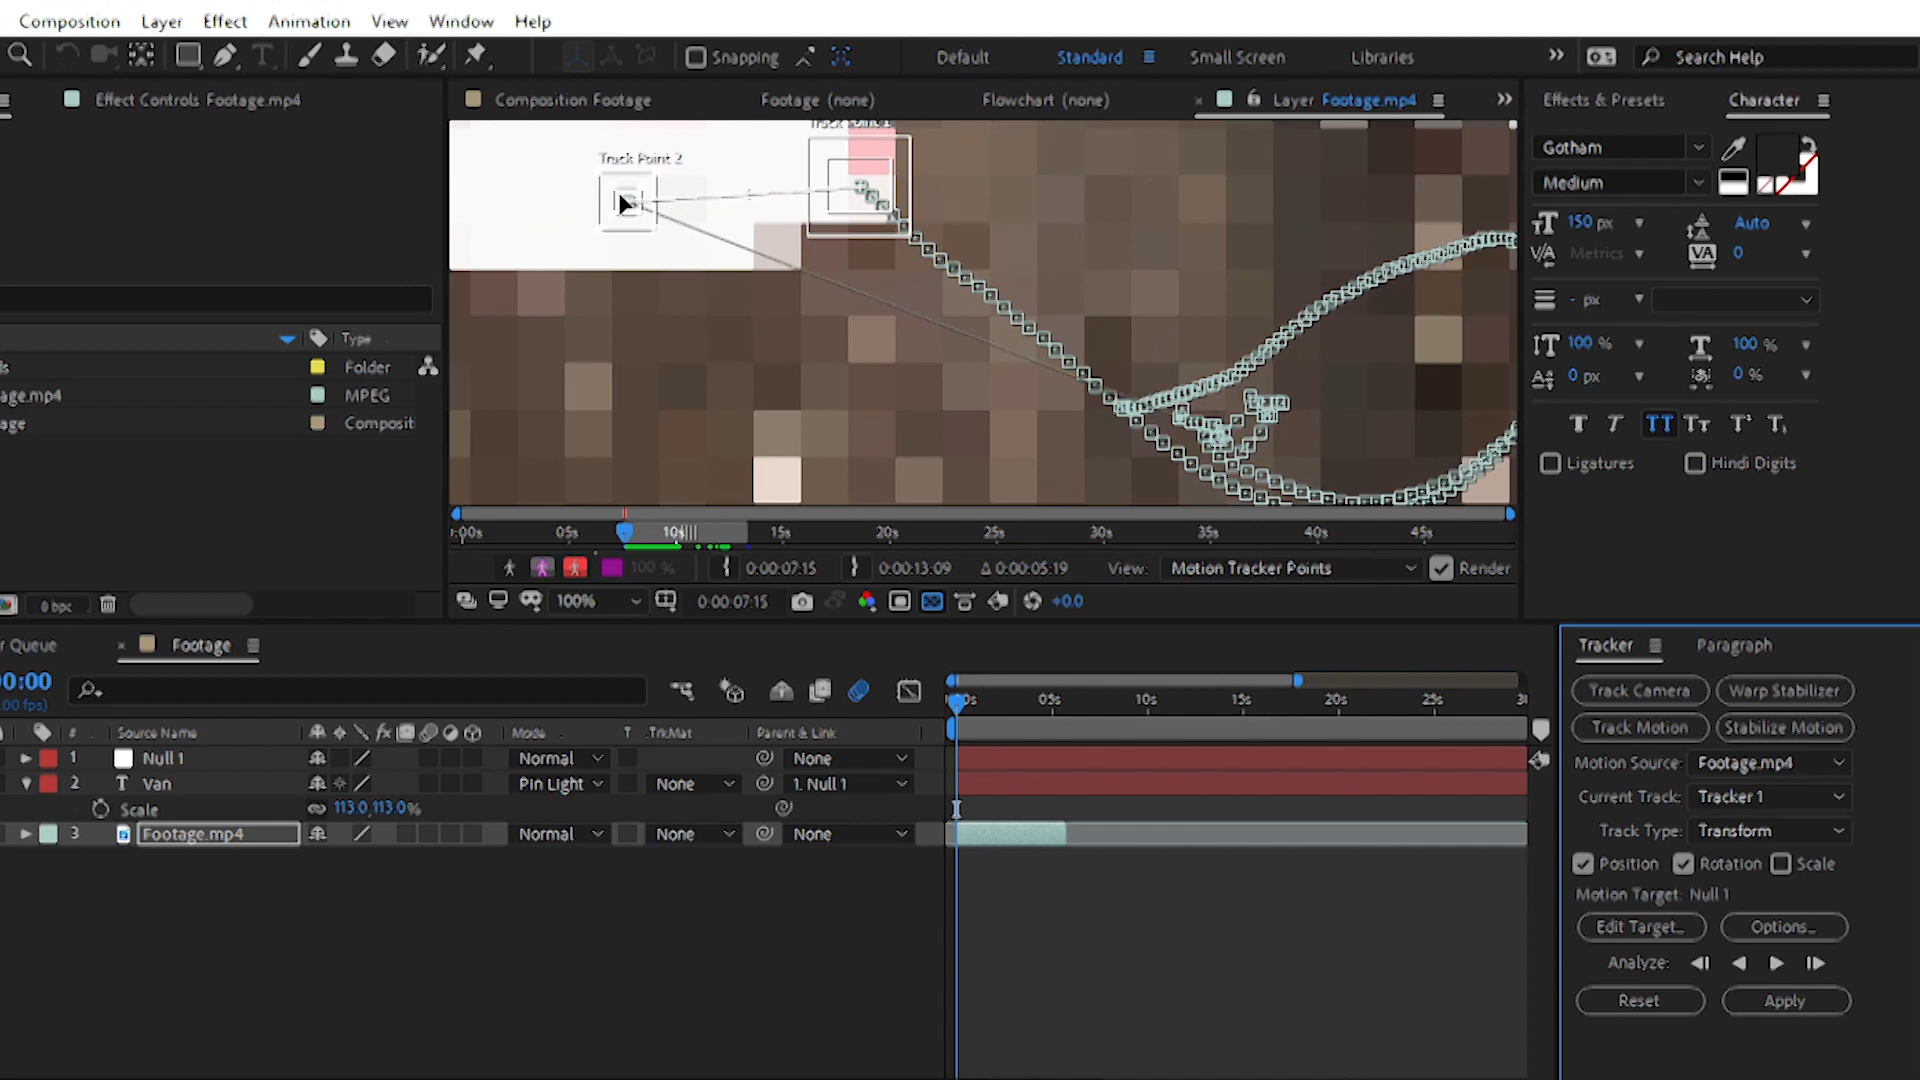 Composition Layer Effect Animation View Window Help
Snapping Default Standard Small Screen Libraries Search Help
Effect Controls Footage.mp4 Composition Footage Footage (none) Flowchart (none) Layer Footage.mp4 Effects & Presets Character
Track Point 1
Track Point 2
Gotham
Medium
150 px Auto
Metrics 0
- px
100 % 100 %
0 px 0 %
Ligatures Hindi Digits
Type
Folder
age.mp4 MPEG
age Composit
:00s 05s 10s 15s 20s 25s 30s 35s 40s 45s
100 % 0:00:07:15 0:00:13:09 Δ 0:00:05:19 View: Motion Tracker Points Render
8 bpc 100% 0:00:07:15 +0.0
r Queue Footage Tracker Paragraph
0:00
.00 fps)
03s 10s 15s 20s 25s
Track Camera Warp Stabilizer
Track Motion Stabilize Motion
# Source Name Mode T .TrkMat Parent & Link
1 Null 1 Normal None
2 Van Pin Light None 1. Null 1
Scale 113.0,113.0%
3 Footage.mp4 Normal None None
Motion Source: Footage.mp4
Current Track: Tracker 1
Track Type: Transform
Position Rotation Scale
Motion Target: Null 1
Edit Target... Options...
Analyze:
Reset Apply